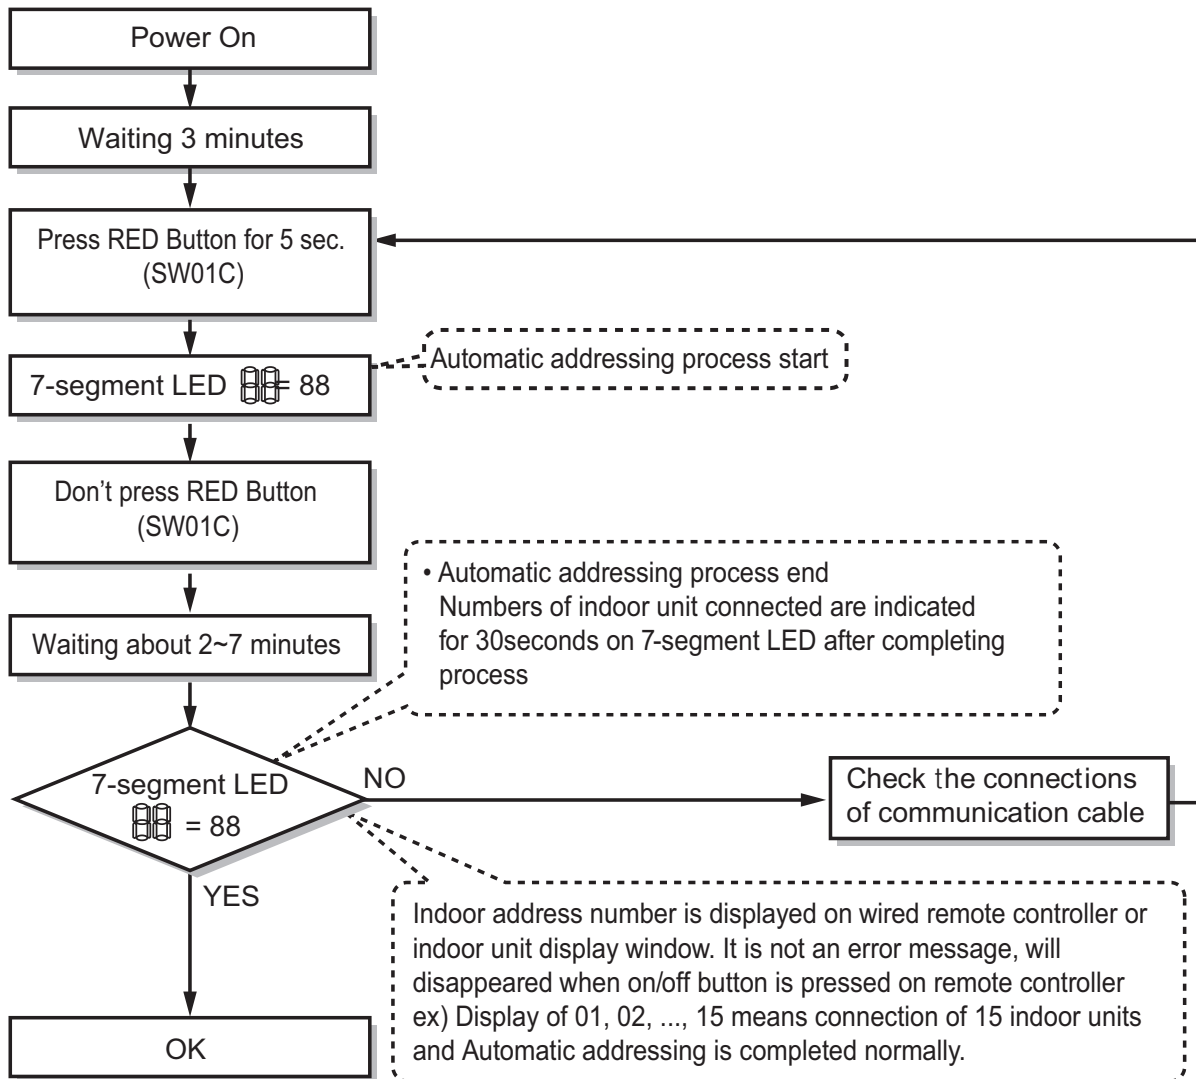 Power On
Waiting 3 minutes
Press RED Button for 5 sec.
(SW01C)
7-segment LED 88 = 88
Automatic addressing process start
Don't press RED Button
(SW01C)
• Automatic addressing process end
Numbers of indoor unit connected are indicated
for 30seconds on 7-segment LED after completing
process
Waiting about 2~7 minutes
7-segment LED
88 = 88
NO
Check the connections
of communication cable
YES
Indoor address number is displayed on wired remote controller or
indoor unit display window. It is not an error message, will
disappeared when on/off button is pressed on remote controller
ex) Display of 01, 02, ..., 15 means connection of 15 indoor units
and Automatic addressing is completed normally.
OK